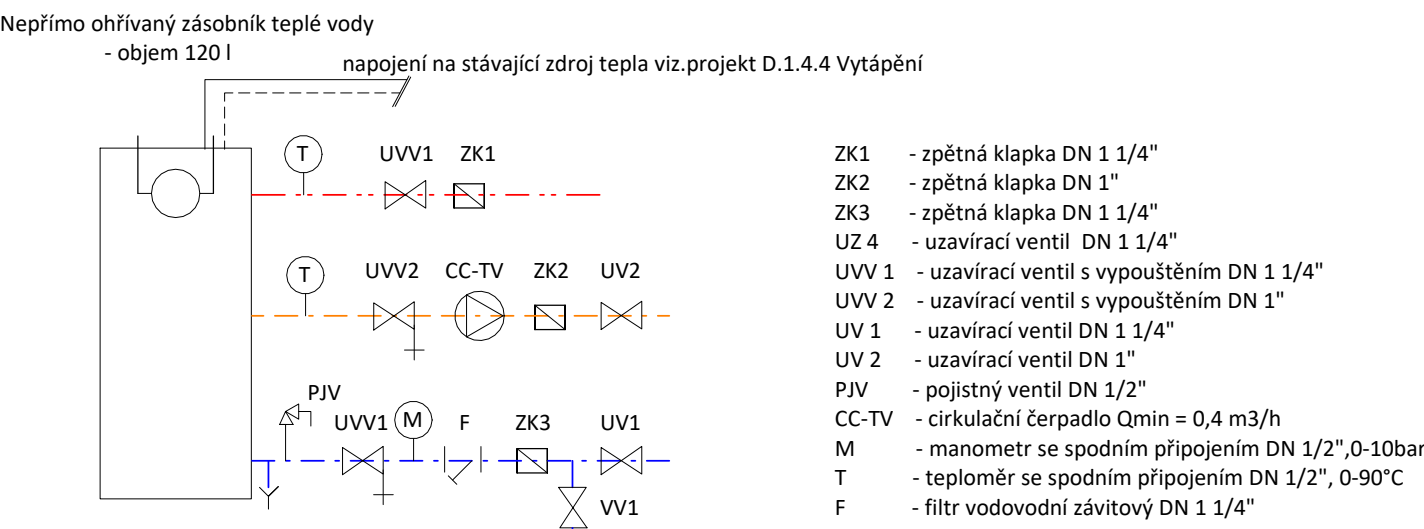 Nepřímo ohřívaný zásobník teplé vody
- objem 120 l
napojení na stávající zdroj tepla viz.projekt D.1.4.4 Vytápění
T UVV1 ZK1
T UVV2 CC-TV ZK2 UV2
PJV
UVV1 M F ZK3 UV1
VV1
ZK1 - zpětná klapka DN 1 1/4"
ZK2 - zpětná klapka DN 1"
ZK3 - zpětná klapka DN 1 1/4"
UZ 4 - uzavírací ventil DN 1 1/4"
UVV 1 - uzavírací ventil s vypouštěním DN 1 1/4"
UVV 2 - uzavírací ventil s vypouštěním DN 1"
UV 1 - uzavírací ventil DN 1 1/4"
UV 2 - uzavírací ventil DN 1"
PJV - pojistný ventil DN 1/2"
CC-TV - cirkulační čerpadlo Qmin = 0,4 m3/h
M - manometr se spodním připojením DN 1/2",0-10bar
T - teploměr se spodním připojením DN 1/2", 0-90°C
F - filtr vodovodní závitový DN 1 1/4"